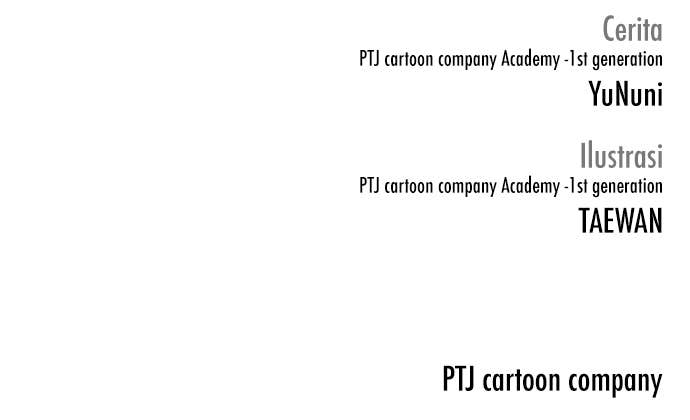 Cerita
PTJ cartoon company Academy -1st generation
YuNuni
Ilustrasi
PTJ cartoon company Academy -1st generation
TAEWAN
PTJ cartoon company